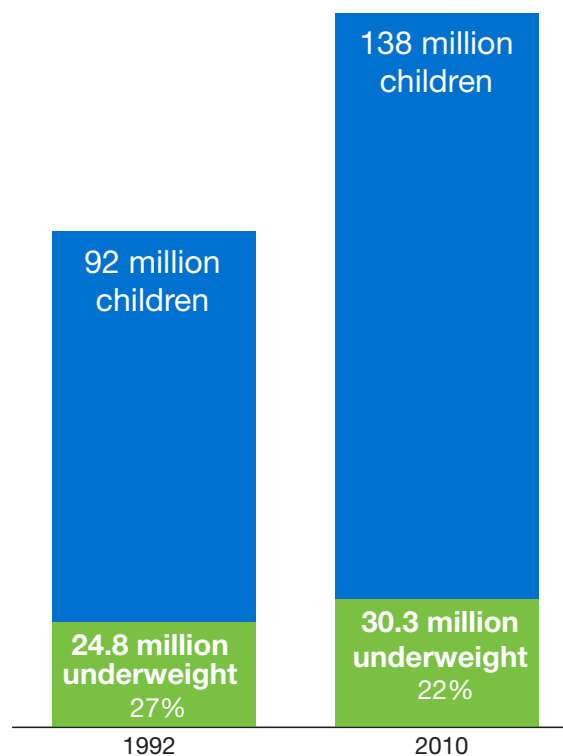 138 million
children
92 million
children
24.8 million
underweight
27%
30.3 million
underweight
22%
1992
2010